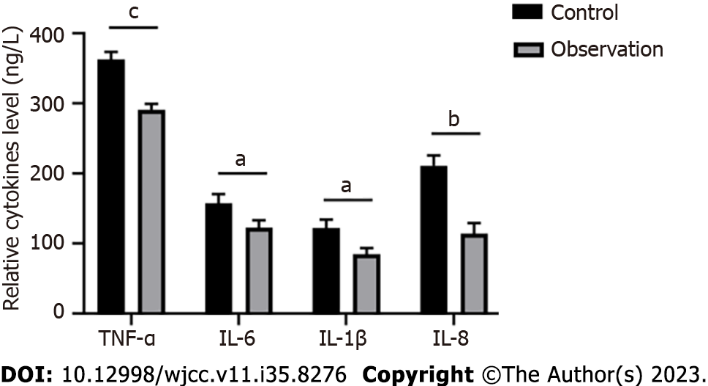 Control
Observation
Relative cytokines level (ng/L)
400
300
200
100
0
c
a
a
b
TNF-α
IL-6
IL-1β
IL-8
DOI: 10.12998/wjcc.v11.i35.8276 Copyright ©The Author(s) 2023.